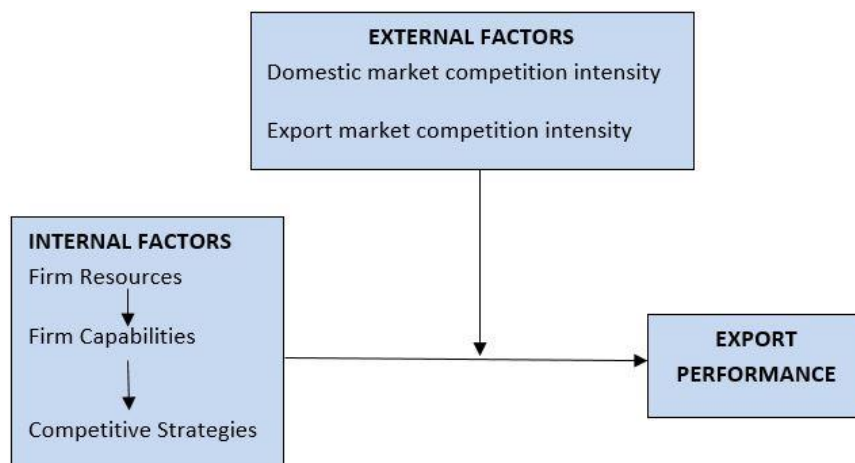 EXTERNAL FACTORS
Domestic market competition intensity
Export market competition intensity
INTERNAL FACTORS
Firm Resources
Firm Capabilities
Competitive Strategies
EXPORT
PERFORMANCE